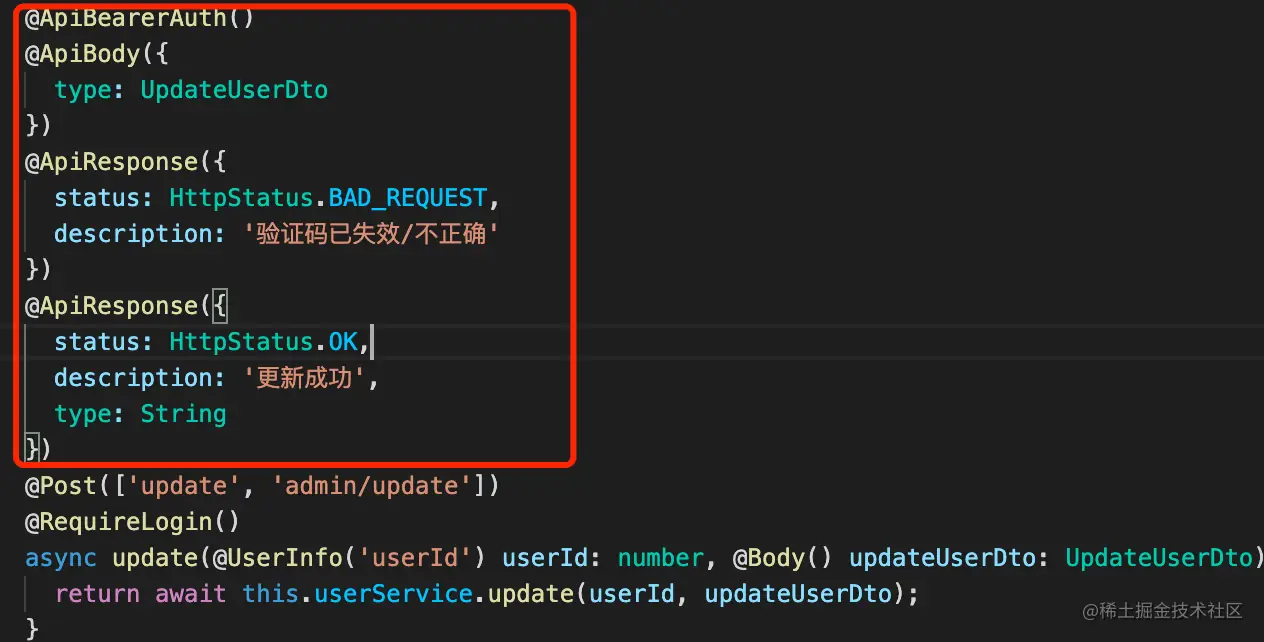 @ApiBearerAuth()
@ApiBody({
  type: UpdateUserDto
})
@ApiResponse({
  status: HttpStatus.BAD_REQUEST,
  description: '验证码已失效/不正确'
})
@ApiResponse({
  status: HttpStatus.OK,
  description: '更新成功',
  type: String
})
@Post(['update', 'admin/update'])
@RequireLogin()
async update(@UserInfo('userId') userId: number, @Body() updateUserDto: UpdateUserDto)
  return await this.userService.update(userId, updateUserDto);
}
@稀土掘金技术社区